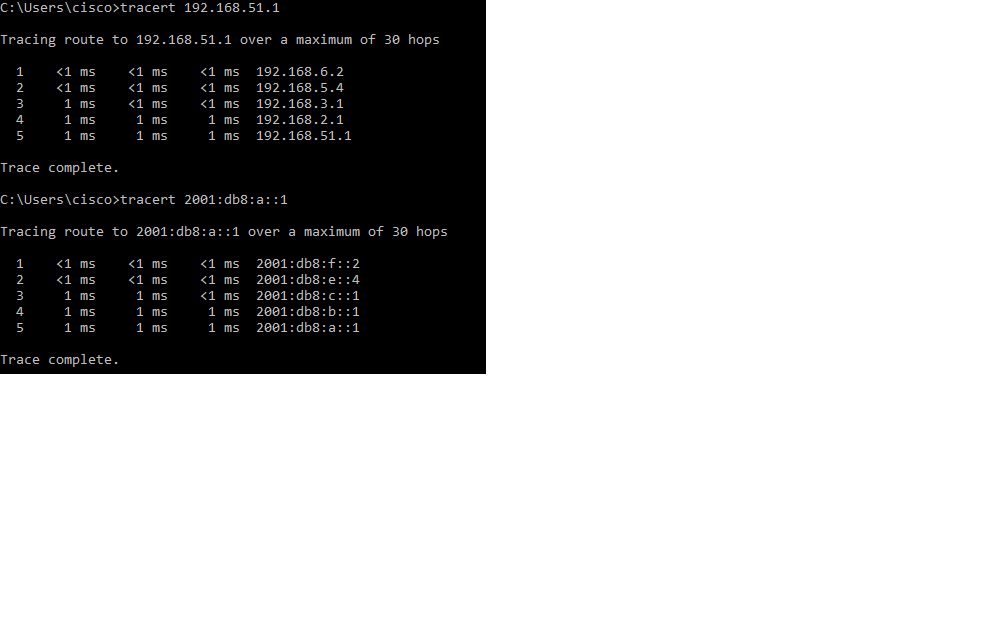 C:\Users\cisco>tracert 192.168.51.1
Tracing route to 192.168.51.1 over a maximum of 30 hops
1 <1 ms <1 ms <1 ms 192.168.6.2
2 <1 ms <1 ms <1 ms 192.168.5.4
3 1 ms <1 ms <1 ms 192.168.3.1
4 1 ms 1 ms 1 ms 192.168.2.1
5 1 ms 1 ms 1 ms 192.168.51.1
Trace complete.
C:\Users\cisco>tracert 2001:db8:a::1
Tracing route to 2001:db8:a::1 over a maximum of 30 hops
1 <1 ms <1 ms <1 ms 2001:db8:f::2
2 <1 ms <1 ms <1 ms 2001:db8:e::4
3 1 ms 1 ms <1 ms 2001:db8:c::1
4 1 ms 1 ms 1 ms 2001:db8:b::1
5 1 ms 1 ms 1 ms 2001:db8:a::1
Trace complete.